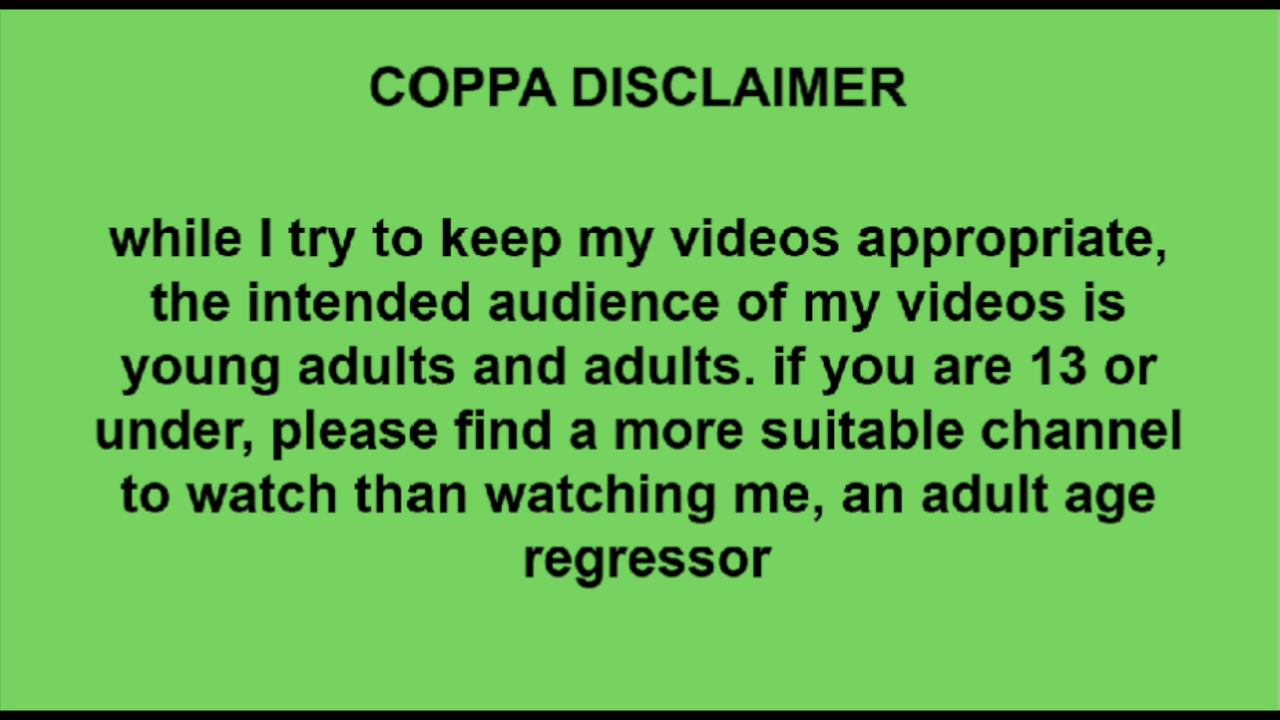 COPPA DISCLAIMER
while I try to keep my videos appropriate,
the intended audience of my videos is
young adults and adults. if you are 13 or
under, please find a more suitable channel
to watch than watching me, an adult age
regressor